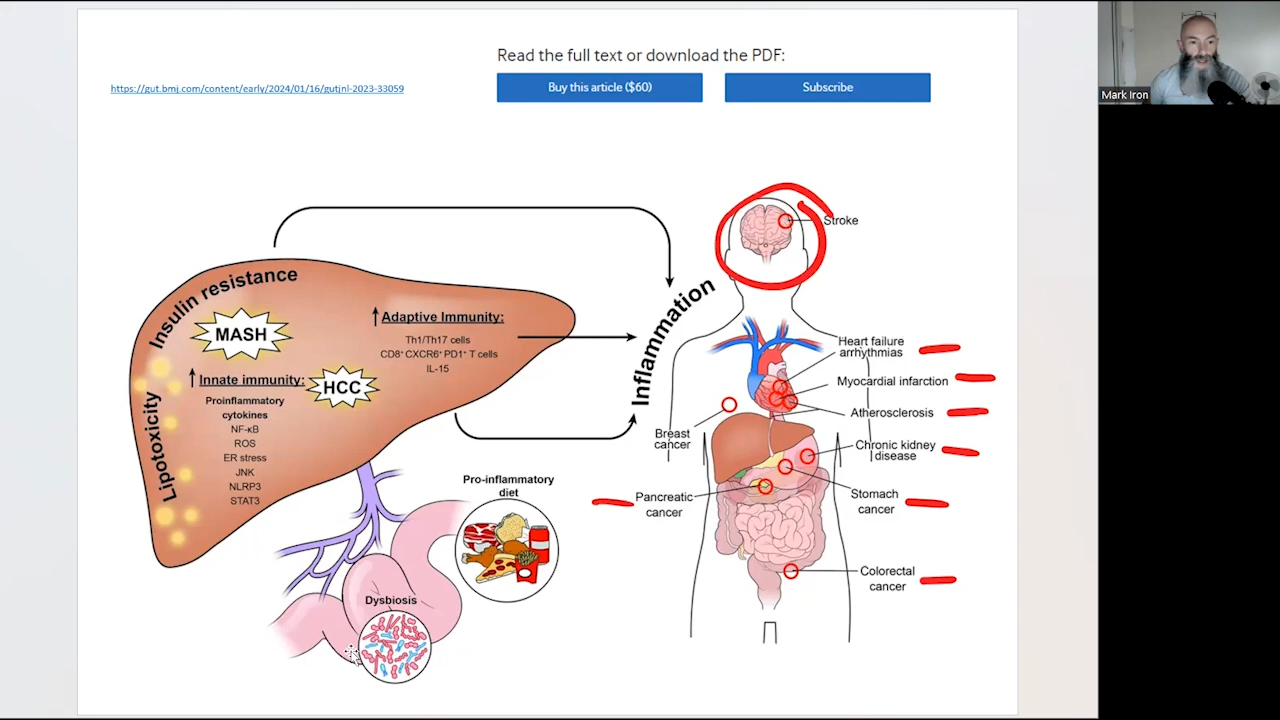 Read the full text or download the PDF:
https://gut.bmj.com/content/early/2024/01/16/gutjnl-2023-33059
Buy this article ($60)
Subscribe
Mark Iron
Insulin resistance
MASH
Adaptive Immunity:
Th1/Th17 cells
CD8+ CXCR6+ PD1+ T cells
IL-15
Innate immunity:
HCC
Proinflammatory
cytokines
NF-κB
ROS
ER stress
JNK
NLRP3
STAT3
Lipotoxicity
Inflammation
Pro-inflammatory
diet
Dysbiosis
Stroke
Heart failure
arrhythmias
Myocardial infarction
Atherosclerosis
Breast
cancer
Chronic kidney
disease
Pancreatic
cancer
Stomach
cancer
Colorectal
cancer